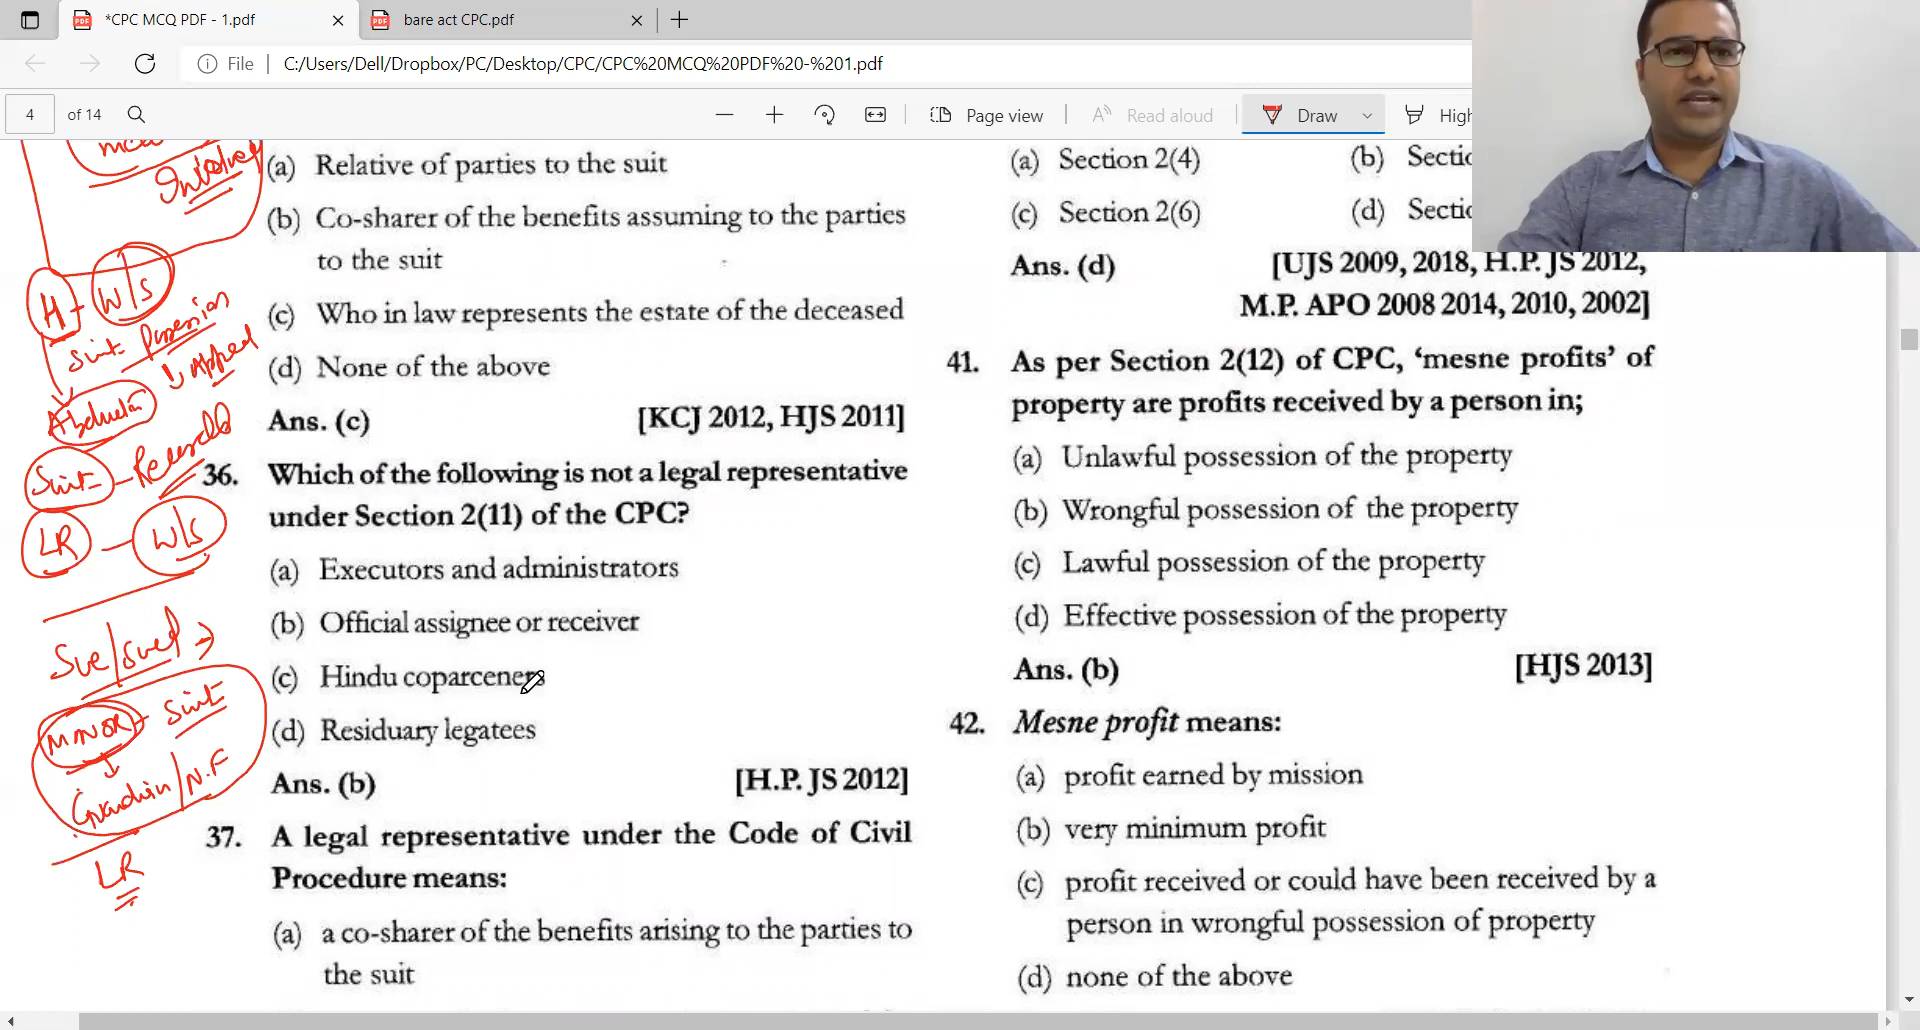 *CPC MCQ PDF - 1.pdf
bare act CPC.pdf
File
C:/Users/Dell/Dropbox/PC/Desktop/CPC/CPC%20MCQ%20PDF%20-%201.pdf
4
of 14
Page view
Read aloud
Draw
High
Involved
H - W/S
Suit Possession
Suit
LR - W/S
Sue/Sued →
MINOR - Suit
Guardian/N.F
LR
(a) Relative of parties to the suit
(b) Co-sharer of the benefits assuming to the parties
to the suit
(c) Who in law represents the estate of the deceased
(d) None of the above
Ans. (c) [KCJ 2012, HJS 2011]
36. Which of the following is not a legal representative
under Section 2(11) of the CPC?
(a) Executors and administrators
(b) Official assignee or receiver
(c) Hindu coparceners
(d) Residuary legatees
Ans. (b) [H.P. JS 2012]
37. A legal representative under the Code of Civil
Procedure means:
(a) a co-sharer of the benefits arising to the parties to
the suit
(a) Section 2(4) (b) Sectio
(c) Section 2(6) (d) Sectio
Ans. (d) [UJS 2009, 2018, H.P. JS 2012,
M.P. APO 2008 2014, 2010, 2002]
41. As per Section 2(12) of CPC, ‘mesne profits’ of
property are profits received by a person in;
(a) Unlawful possession of the property
(b) Wrongful possession of the property
(c) Lawful possession of the property
(d) Effective possession of the property
Ans. (b) [HJS 2013]
42. Mesne profit means:
(a) profit earned by mission
(b) very minimum profit
(c) profit received or could have been received by a
person in wrongful possession of property
(d) none of the above